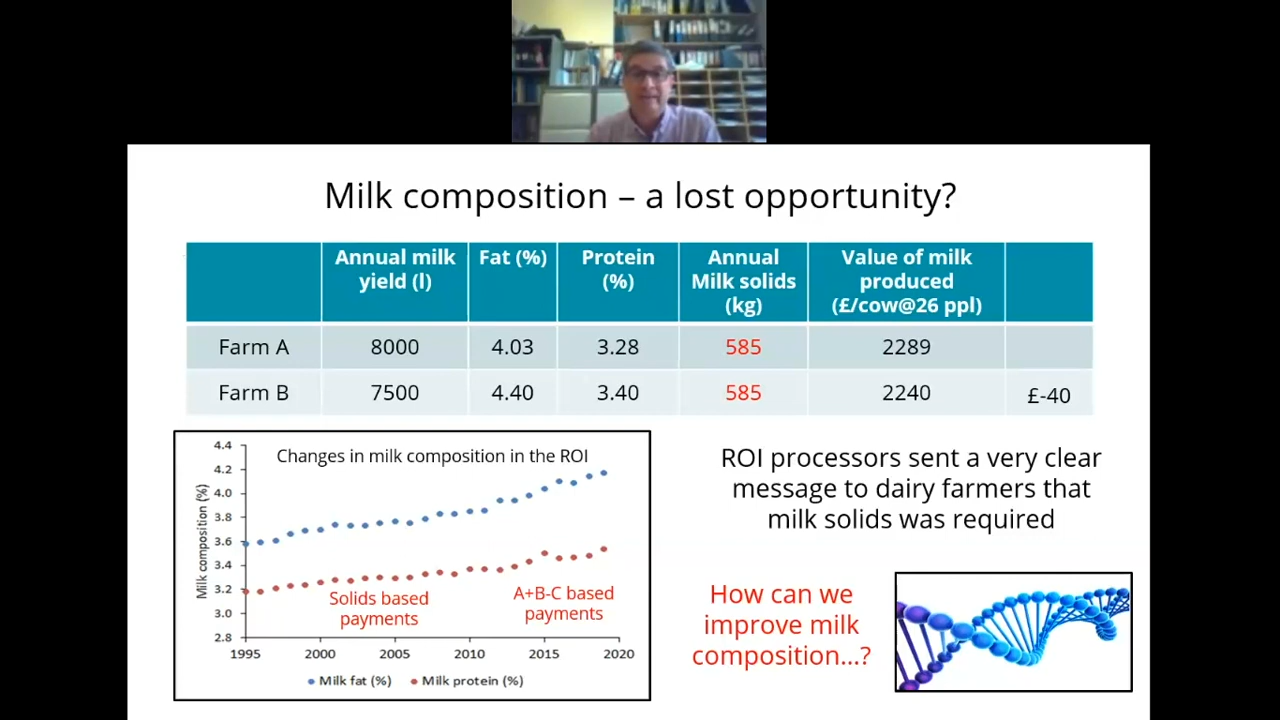 Milk composition – a lost opportunity?
Annual milk yield (l) Fat (%) Protein (%) Annual Milk solids (kg) Value of milk produced (£/cow@26 ppl)
Farm A 8000 4.03 3.28 585 2289
Farm B 7500 4.40 3.40 585 2240 £-40
Changes in milk composition in the ROI
Milk composition (%)
4.4
4.2
4.0
3.8
3.6
3.4
3.2
3.0
2.8
Solids based
payments
A+B-C based
payments
1995 2000 2005 2010 2015 2020
Milk fat (%) Milk protein (%)
ROI processors sent a very clear
message to dairy farmers that
milk solids was required
How can we
improve milk
composition...?